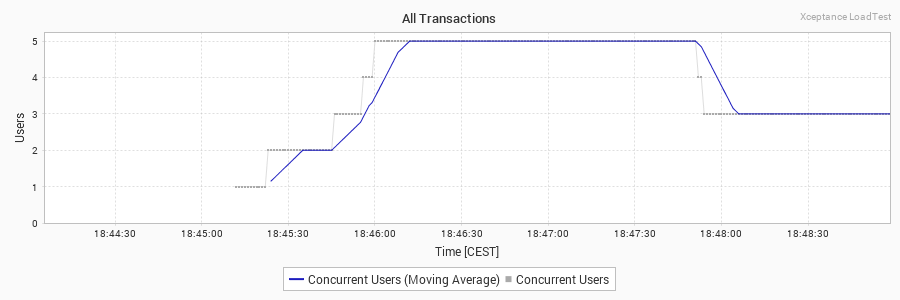 All Transactions
Xceptance LoadTest
Users
5
4
3
2
1
0
18:44:30 18:45:00 18:45:30 18:46:00 18:46:30 18:47:00 18:47:30 18:48:00 18:48:30
Time [CEST]
Concurrent Users (Moving Average) Concurrent Users